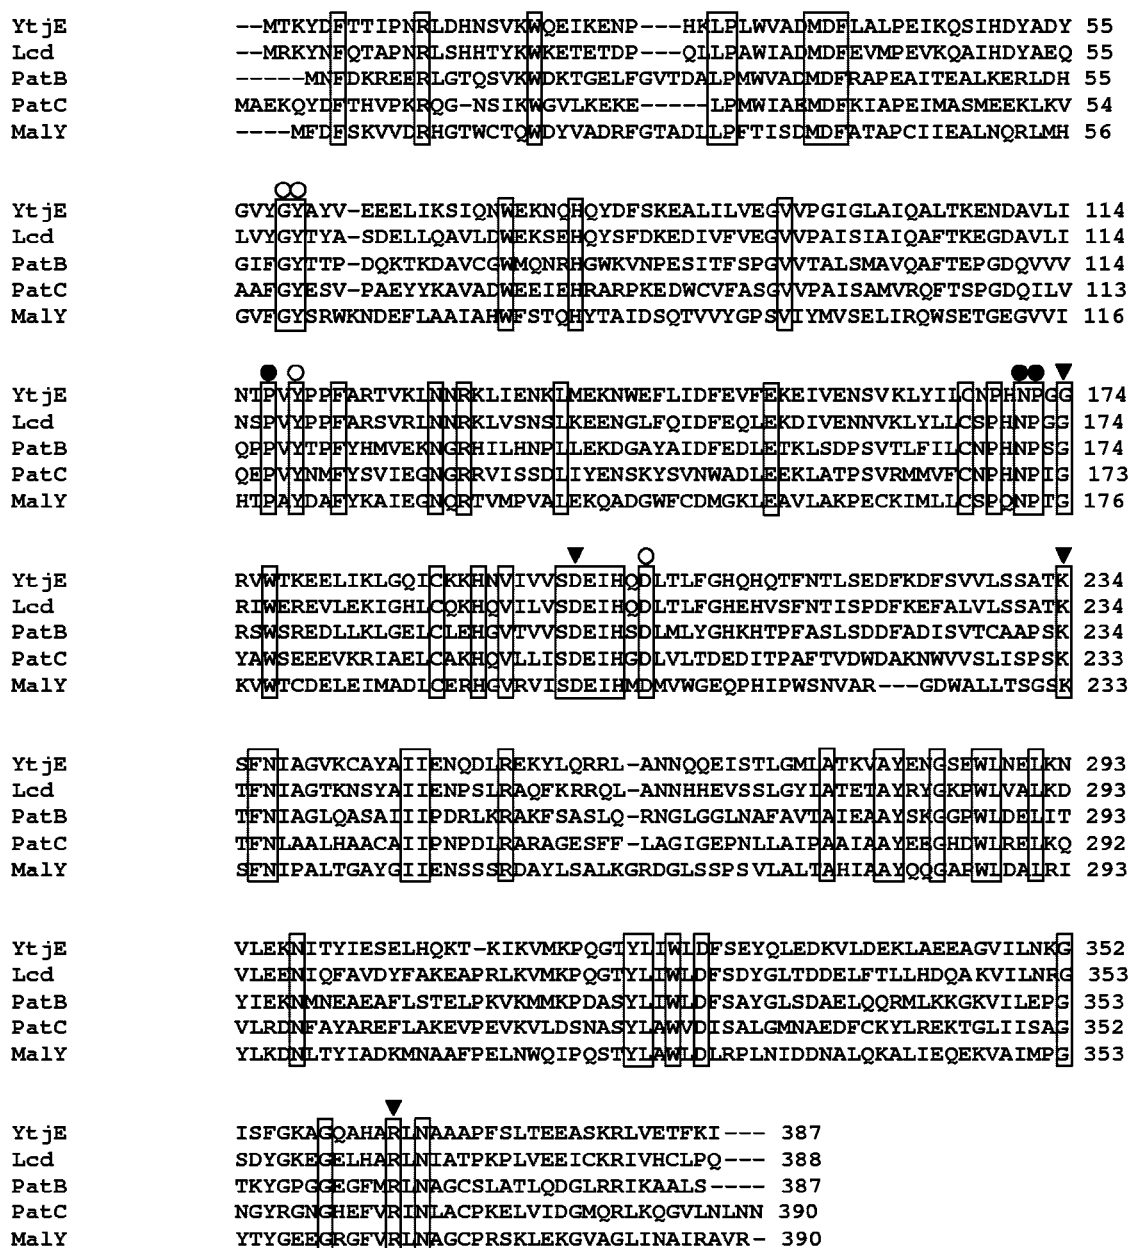 YtjE --MTKYDFTTIPNRLDHNSVKWQEIKENP---HKLPLWVADMDFLALPEIKQSIHDYADY 55
Lcd --MRKYNFQTAPNRLSHHTYKWKETETDP---QLLPAWIADMDFEVMPEVKQAIHDYAEQ 55
PatB -----MNFDKREERLGTQSVKWDKTGELFGVTDALPMWVADMDFRAPEAITEALKERLDH 55
PatC MAEKQYDFTHVPKRQG-NSIKWGVLKEKE-----LPMWIAEMDFKIAPEIMASMEEKLKV 54
MalY ----MFDFSKVVDRHGTWCTQWDYVADRFGTADLLPFTISDMDFATAPCIIEALNQRLMH 56
YtjE GVYGYAYV-EEELIKSIQNWEKNQHQYDFSKEALILVEGVVPGIGLAIQALTKENDAVLI 114
Lcd LVYGYTYA-SDELLQAVLDWEKSEHQYSFDKEDIVFVEGVVPAISIAIQAFTKEGDAVLI 114
PatB GIFGYTTP-DQKTKDAVCGWMQNRHGWKVNPESITFSPGVVTALSMAVQAFTEPGDQVVV 114
PatC AAFGYESV-PAEYYKAVADWEEIEHRARPKEDWCVFASGVVPAISAMVRQFTSPGDQILV 113
MalY GVFGYSRWKNDEFLAAIAHWFSTQHYTAIDSQTVVYGPSVIYMVSELIRQWSETGEGVVI 116
YtjE NTPVYPPFARTVKLNNRKLIENKLMEKNWEFLIDFEVFEKEIVENSVKLYILCNPHNPGG 174
Lcd NSPVYPPFARSVRLNNRKLVSNSLKEENGLFQIDFEQLEKDIVENNVKLYLLCSPHNPGG 174
PatB QPPVYTPFYHMVEKNGRHILHNPLLEKDGAYAIDFEDLETKLSDPSVTLFILCNPHNPSG 174
PatC QEPVYNMFYSVIEGNGRRVISSDLIYENSKYSVNWADLEEKLATPSVRMMVFCNPHNPIG 173
MalY HTPAYDAFYKAIEGNQRTVMPVALEKQADGWFCDMGKLEAVLAKPECKIMLLCSPQNPTG 176
YtjE RVWTKEELIKLGQICKKHNVIVVSDEIHQDLTLFGHQHQTFNTLSEDFKDFSVVLSSATK 234
Lcd RIWEREVLEKIGHLCQKHQVILVSDEIHQDLTLFGHEHVSFNTISPDFKEFALVLSSATK 234
PatB RSWSREDLLKLGELCLEHGVTVVSDEIHSDLMLYGHKHTPFASLSDDFADISVTCAAPSK 234
PatC YAWSEEEVKRIAELCAKHQVLLISDEIHGDLVLTDEDITPAFTVDWDAKNWVVSLISPSK 233
MalY KVWTCDELEIMADLCERHGVRVISDEIHMDMVWGEQPHIPWSNVAR---GDWALLTSGSK 233
YtjE SFNIAGVKCAYAIIENQDLREKYLQRRL-ANNQQEISTLGMLATKVAYENGSEWLNELKN 293
Lcd TFNIAGTKNSYAIIENPSLRAQFKRRQL-ANNHHEVSSLGYIATETAYRYGKPWLVALKD 293
PatB TFNIAGLQASAIIIPDRLKRAKFSASLQ-RNGLGGLNAFAVTAIEAAYSKGGPWLDELIT 293
PatC TFNLAALHAACAIIPNPDLRARAGESFF-LAGIGEPNLLAIPAAIAAYEEGHDWLRELKQ 292
MalY SFNIPALTGAYGIIENSSSRDAYLSALKGRDGLSSPSVLALTAHIAAYQQGAPWLDALRI 293
YtjE VLEKNITYIESELHQKT-KIKVMKPQGTYLIWLDFSEYQLEDKVLDEKLAEEAGVILNKG 352
Lcd VLEENIQFAVDYFAKEAPRLKVMKPQGTYLIWLDFSDYGLTDDELFTLLHDQAKVILNRG 353
PatB YIEKNMNEAEAFLSTELPKVKMMKPDASYLIWLDFSAYGLSDAELQQRMLKKGKVILEPG 353
PatC VLRDNFAYAREFLAKEVPEVKVLDSNASYLAWVDISALGMNAEDFCKYLREKTGLIISAG 352
MalY YLKDNLTYIADKMNAAFPELNWQIPQSTYLAWLDLRPLNIDDNALQKALIEQEKVAIMPG 353
YtjE ISFGKAGQAHARLNAAAPFSLTEEASKRLVETFKI--- 387
Lcd SDYGKEGELHARLNIATPKPLVEEICKRIVHCLPQ--- 388
PatB TKYGPGGEGFMRLNAGCSLATLQDGLRRIKAALS---- 387
PatC NGYRGNGHEFVRINLACPKELVIDGMQRLKQGVLNLNN 390
MalY YTYGEEGRGFVRLNAGCPRSKLEKGVAGLINAIRAVR- 390